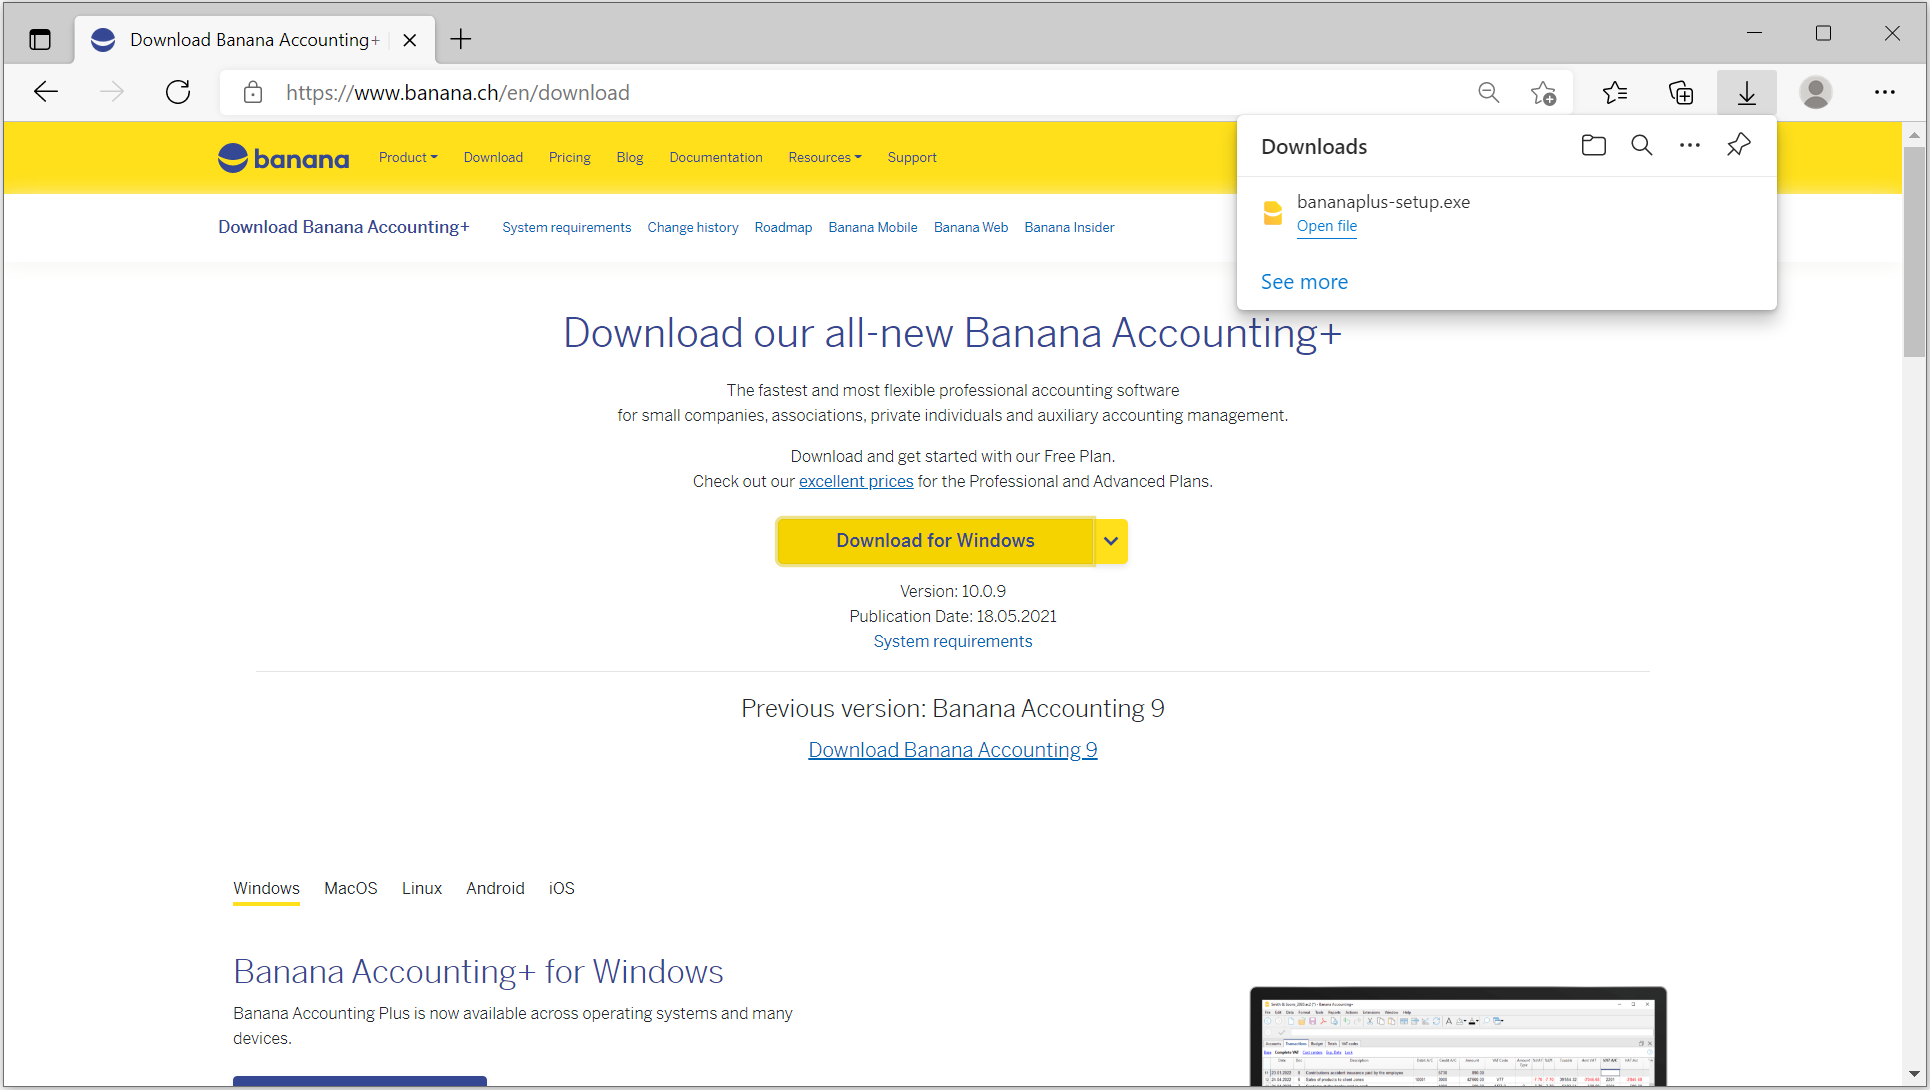 Download Banana Accounting+
https://www.banana.ch/en/download
banana
Product
Download
Pricing
Blog
Documentation
Resources
Support
Downloads
bananaplus-setup.exe
Open file
See more
Download Banana Accounting+
System requirements
Change history
Roadmap
Banana Mobile
Banana Web
Banana Insider
Download our all-new Banana Accounting+
The fastest and most flexible professional accounting software
for small companies, associations, private individuals and auxiliary accounting management.
Download and get started with our Free Plan.
Check out our excellent prices for the Professional and Advanced Plans.
Download for Windows
Version: 10.0.9
Publication Date: 18.05.2021
System requirements
Previous version: Banana Accounting 9
Download Banana Accounting 9
Windows
MacOS
Linux
Android
iOS
Banana Accounting+ for Windows
Banana Accounting Plus is now available across operating systems and many
devices.